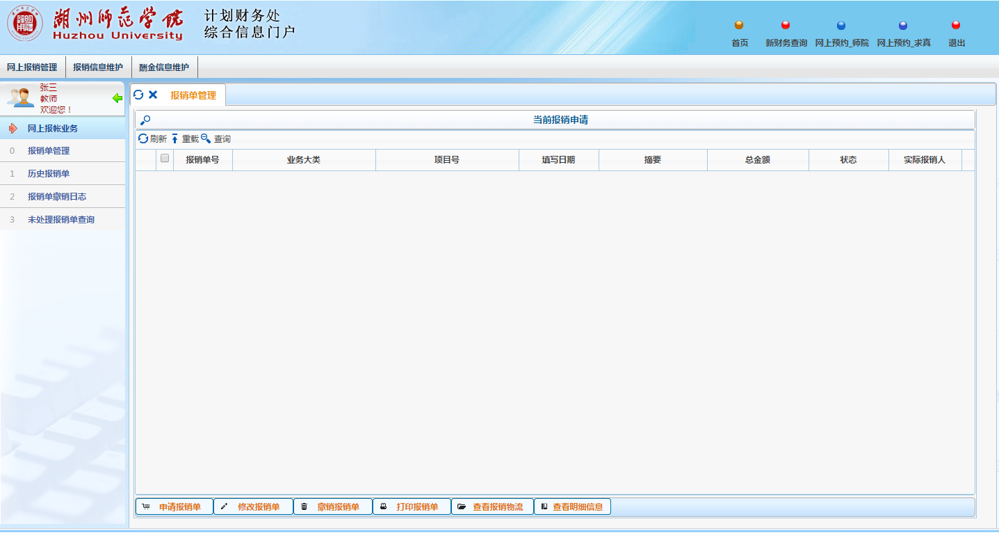 湖州师范学院
Huzhou University
计划财务处
综合信息门户
首页 新财务查询 网上预约_师院 网上预约_求真 退出
网上报销管理 报销信息维护 酬金信息维护
张三
教师
欢迎您！
报销单管理
网上报帐业务
0 报销单管理
1 历史报销单
2 报销单撤销日志
3 未处理报销单查询
当前报销申请
刷新 重载 查询
报销单号 业务大类 项目号 填写日期 摘要 总金额 状态 实际报销人
申请报销单 修改报销单 撤销报销单 打印报销单 查看报销物流 查看明细信息